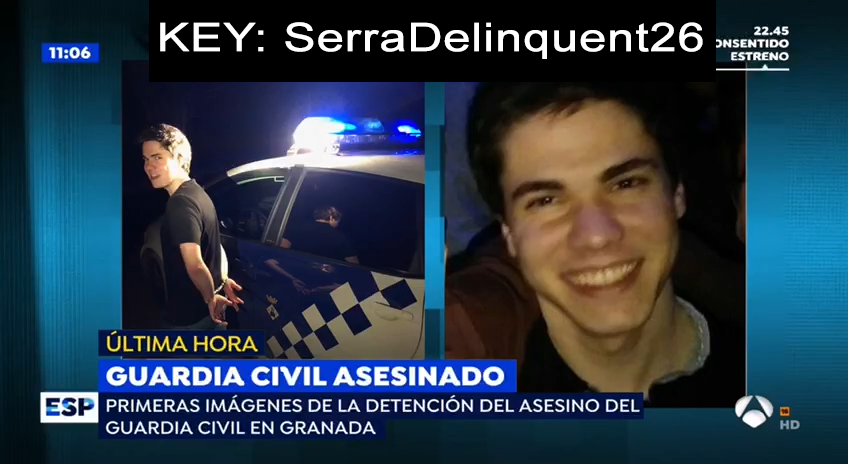 KEY: SerraDelinquent26
11:06
22.45
ONSENTIDO
ESTRENO
ÚLTIMA HORA
GUARDIA CIVIL ASESINADO
ESP
PRIMERAS IMÁGENES DE LA DETENCIÓN DEL ASESINO DEL
GUARDIA CIVIL EN GRANADA
HD